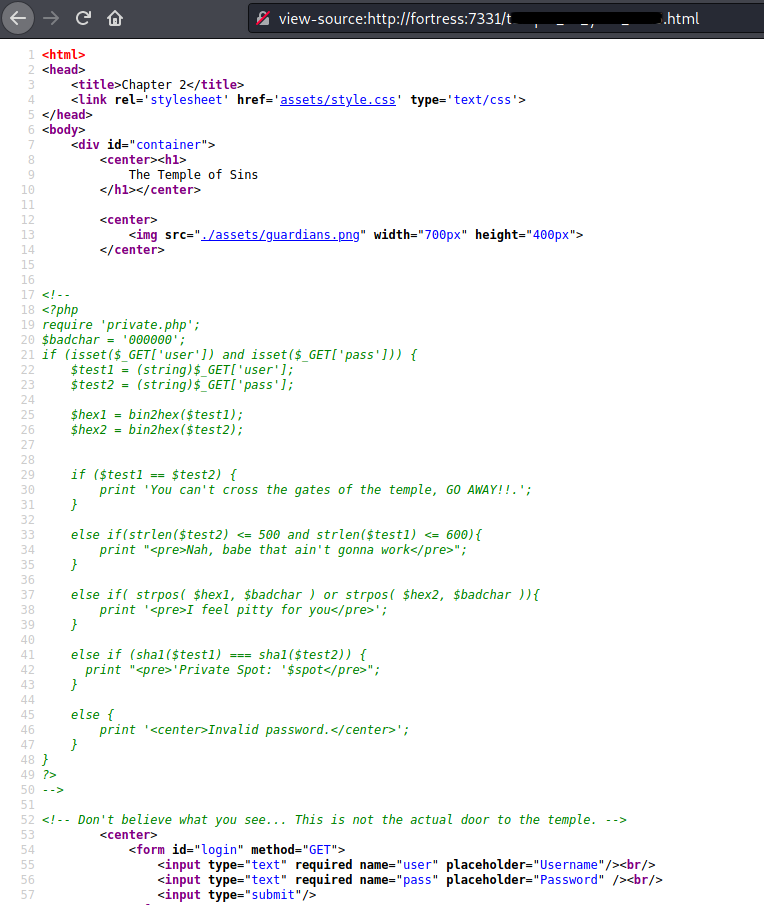 view-source:http://fortress:7331/t .html
1 <html>
2 <head>
3 <title>Chapter 2</title>
4 <link rel='stylesheet' href='assets/style.css' type='text/css'>
5 </head>
6 <body>
7 <div id="container">
8 <center><h1>
9 The Temple of Sins
10 </h1></center>
11
12 <center>
13 <img src="./assets/guardians.png" width="700px" height="400px">
14 </center>
15
16
17 <!--
18 <?php
19 require 'private.php';
20 $badchar = '000000';
21 if (isset($_GET['user']) and isset($_GET['pass'])) {
22 $test1 = (string)$_GET['user'];
23 $test2 = (string)$_GET['pass'];
24
25 $hex1 = bin2hex($test1);
26 $hex2 = bin2hex($test2);
27
28
29 if ($test1 == $test2) {
30 print 'You can't cross the gates of the temple, GO AWAY!!.';
31 }
32
33 else if(strlen($test2) <= 500 and strlen($test1) <= 600){
34 print "<pre>Nah, babe that ain't gonna work</pre>";
35 }
36
37 else if( strpos( $hex1, $badchar ) or strpos( $hex2, $badchar )){
38 print '<pre>I feel pitty for you</pre>';
39 }
40
41 else if (sha1($test1) === sha1($test2)) {
42 print "<pre>'Private Spot: '$spot</pre>";
43 }
44
45 else {
46 print '<center>Invalid password.</center>';
47 }
48 }
49 ?>
50 -->
51
52 <!-- Don't believe what you see... This is not the actual door to the temple. -->
53 <center>
54 <form id="login" method="GET">
55 <input type="text" required name="user" placeholder="Username"/><br/>
56 <input type="text" required name="pass" placeholder="Password" /><br/>
57 <input type="submit"/>